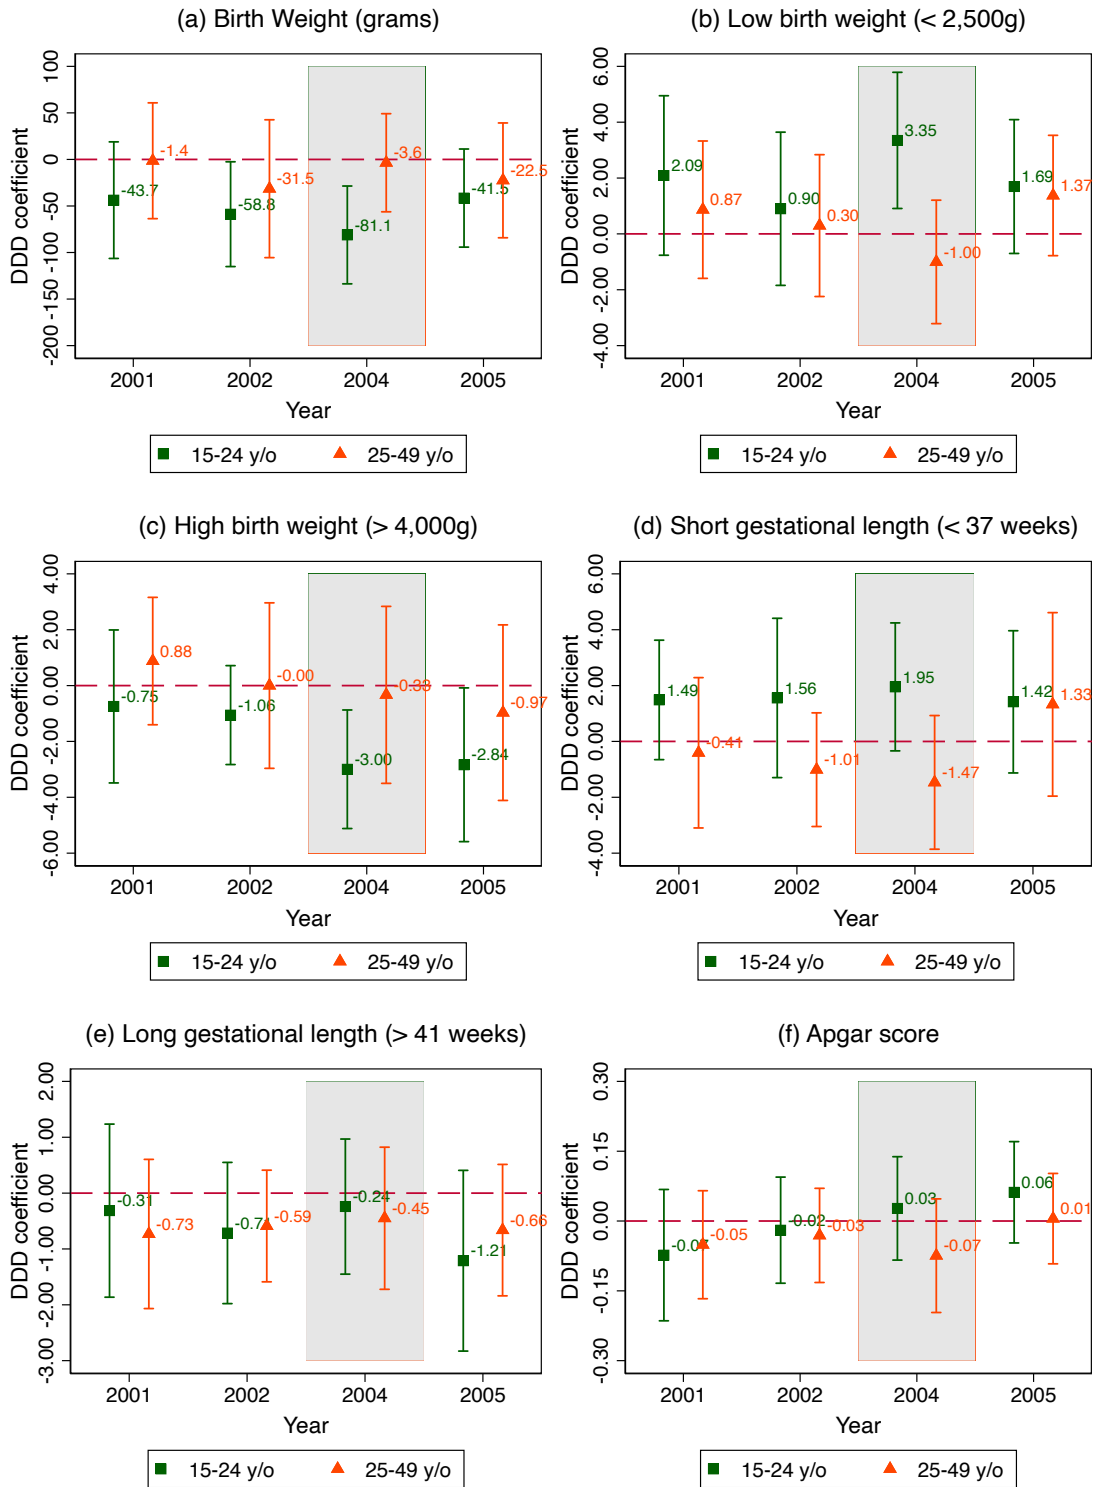 (a) Birth Weight (grams)
DDD coefficient
100
50
0
-50
-100
-150
-200
-43.7
-1.4
-58.8
-31.5
-81.1
-3.6
-41.5
-22.5
2001 2002 2004 2005
Year
15-24 y/o 25-49 y/o
(b) Low birth weight (< 2,500g)
DDD coefficient
6.00
4.00
2.00
0.00
-2.00
-4.00
2.09
0.87
0.90
0.30
3.35
-1.00
1.69
1.37
2001 2002 2004 2005
Year
15-24 y/o 25-49 y/o
(c) High birth weight (> 4,000g)
DDD coefficient
4.00
2.00
0.00
-2.00
-4.00
-6.00
-0.75
0.88
-1.06
-0.00
-3.00
-0.33
-2.84
-0.97
2001 2002 2004 2005
Year
15-24 y/o 25-49 y/o
(d) Short gestational length (< 37 weeks)
DDD coefficient
6.00
4.00
2.00
0.00
-2.00
-4.00
1.49
-0.41
1.56
-1.01
1.95
-1.47
1.42
1.33
2001 2002 2004 2005
Year
15-24 y/o 25-49 y/o
(e) Long gestational length (> 41 weeks)
DDD coefficient
2.00
1.00
0.00
-1.00
-2.00
-3.00
-0.31
-0.73
-0.59
-0.24
-0.45
-1.21
-0.66
2001 2002 2004 2005
Year
15-24 y/o 25-49 y/o
(f) Apgar score
DDD coefficient
0.30
0.15
0.00
-0.15
-0.30
-0.07
-0.05
-0.02
-0.03
0.03
-0.07
0.06
0.01
2001 2002 2004 2005
Year
15-24 y/o 25-49 y/o